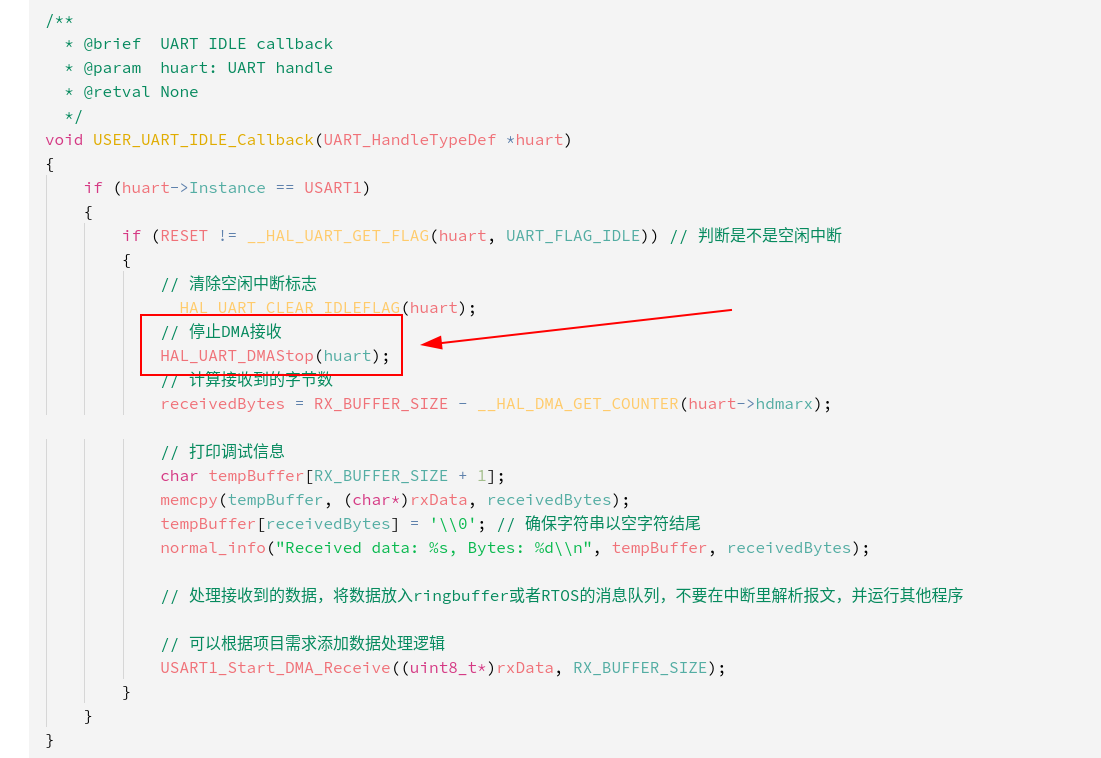 /**
  * @brief  UART IDLE callback
  * @param  huart: UART handle
  * @retval None
  */
void USER_UART_IDLE_Callback(UART_HandleTypeDef *huart)
{
    if (huart->Instance == USART1)
    {
        if (RESET != __HAL_UART_GET_FLAG(huart, UART_FLAG_IDLE)) // 判断是不是空闲中断
        {
            // 清除空闲中断标志
            __HAL_UART_CLEAR_IDLEFLAG(huart);
            // 停止DMA接收
            HAL_UART_DMAStop(huart);
            // 计算接收到的字节数
            receivedBytes = RX_BUFFER_SIZE - __HAL_DMA_GET_COUNTER(huart->hdmarx);
            // 打印调试信息
            char tempBuffer[RX_BUFFER_SIZE + 1];
            memcpy(tempBuffer, (char*)rxData, receivedBytes);
            tempBuffer[receivedBytes] = '\\0'; // 确保字符串以空字符结尾
            normal_info("Received data: %s, Bytes: %d\\n", tempBuffer, receivedBytes);
            // 处理接收到的数据，将数据放入ringbuffer或者RTOS的消息队列，不要在中断里解析报文，并运行其他程序
            // 可以根据项目需求添加数据处理逻辑
            USART1_Start_DMA_Receive((uint8_t*)rxData, RX_BUFFER_SIZE);
        }
    }
}